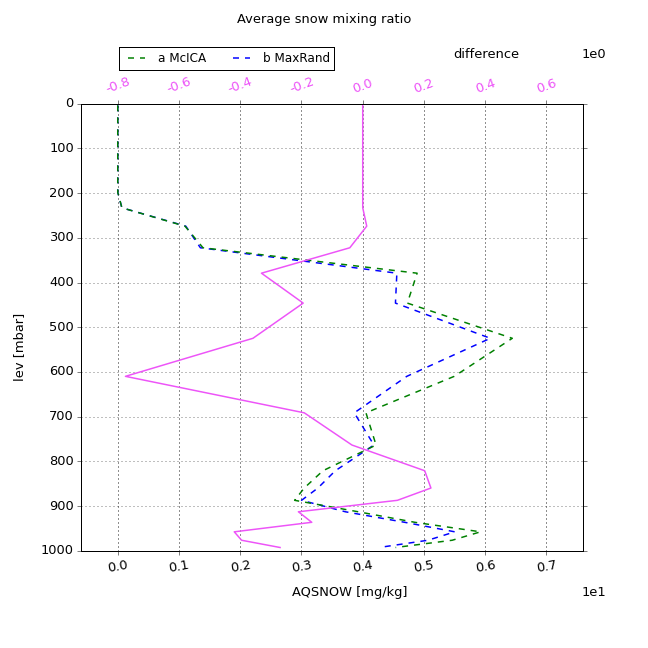 Average snow mixing ratio
a McICA b MaxRand difference 1e0
-0.8 -0.6 -0.4 -0.2 0.0 0.2 0.4 0.6
0
100
200
300
400
500
600
700
800
900
1000
lev [mbar]
0.0 0.1 0.2 0.3 0.4 0.5 0.6 0.7
AQSNOW [mg/kg] 1e1